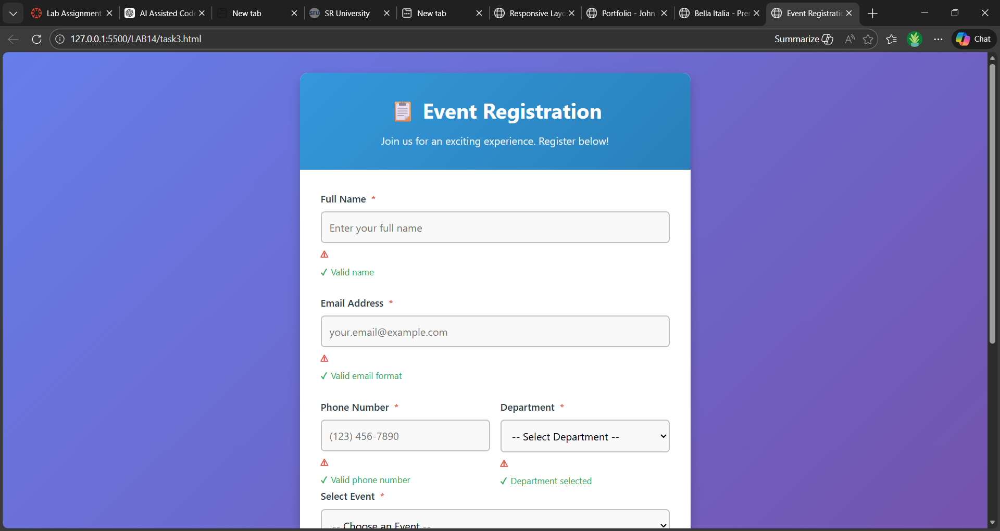 Lab Assignment
AI Assisted Code
New tab
sru SR University
New tab
Responsive Layo
Portfolio - John
Bella Italia - Prer
Event Registratic
127.0.0.1:5500/LAB14/task3.html
Summarize
Chat
Event Registration
Join us for an exciting experience. Register below!
Full Name *
Enter your full name
⚠
✓ Valid name
Email Address *
your.email@example.com
⚠
✓ Valid email format
Phone Number *
Department *
(123) 456-7890
-- Select Department --
⚠
⚠
✓ Valid phone number
✓ Department selected
Select Event *
-- Choose an Event --